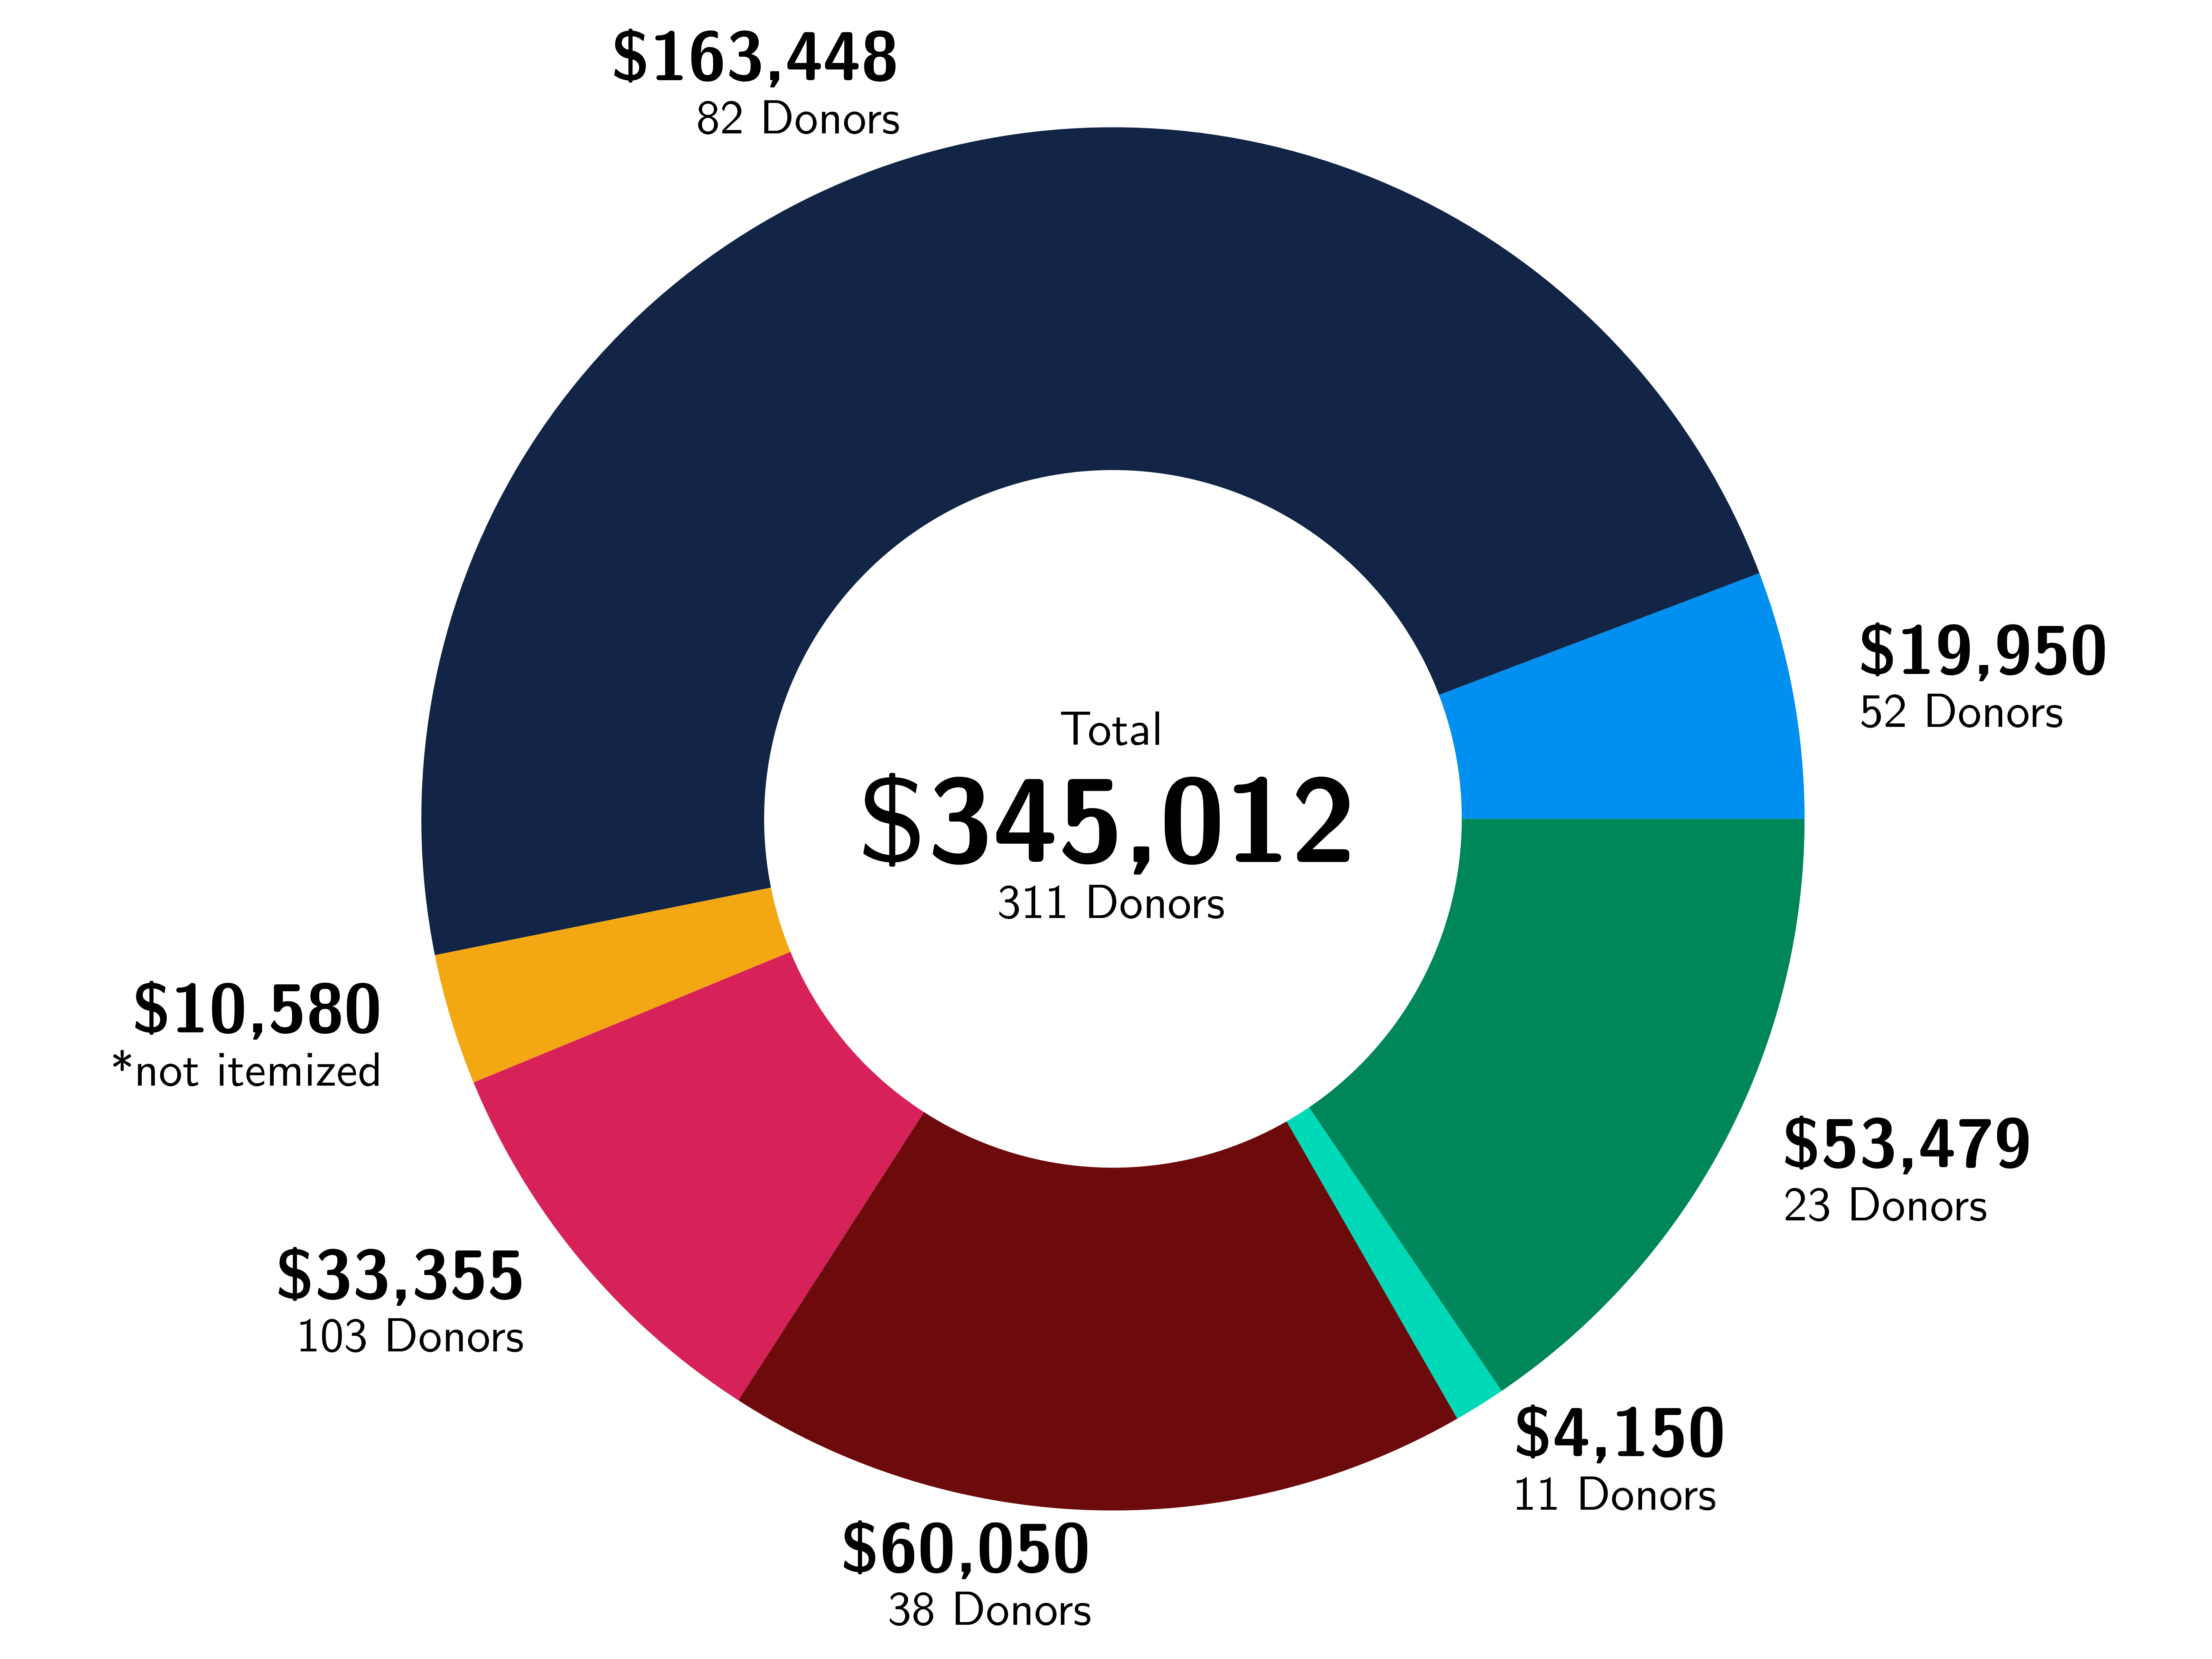 $163,448
82 Donors
$19,950
52 Donors
Total
$345,012
311 Donors
$10,580
*not itemized
$53,479
23 Donors
$33,355
103 Donors
$4,150
11 Donors
$60,050
38 Donors